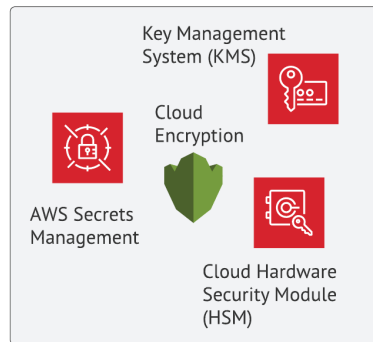 Key Management
System (KMS)
Cloud
Encryption
AWS Secrets
Management
Cloud Hardware
Security Module
(HSM)